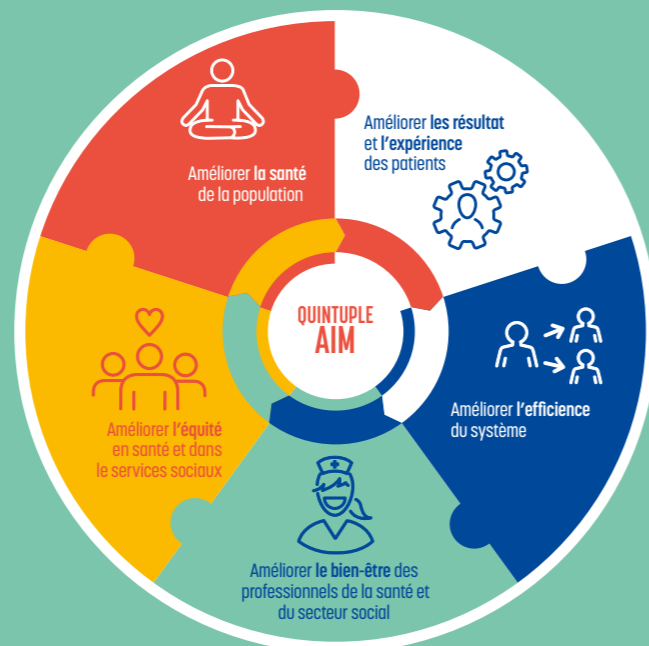 Améliorer la santé
de la population
Améliorer les résultat
et l'expérience
des patients
QUINTUPLE
AIM
Améliorer l'efficience
du système
Améliorer l'équité
en santé et dans
le services sociaux
Améliorer le bien-être des
professionnels de la santé et
du secteur social